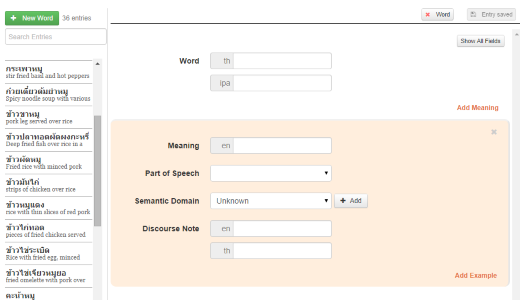 New Word
36 entries
Word
Entry saved
Search Entries
กระเพาหมู
stir fried basil and hot peppers
ก๋วยเตี๋ยวต้มยำหมู
Spicy noodle soup with various
ข้าวขาหมู
pork leg served over rice
ข้าวปลาทอดผัดผงกะหรี่
Deep fried fish over rice in a
ข้าวผัดหมู
Fried rice with minced pork
ข้าวมันไก่
strips of chicken over rice
ข้าวหมูแดง
rice with thin slices of red pork
ข้าวไก่ทอด
pieces of fried chicken served
ข้าวไข่ระเบิด
Rice with fried egg, minced
ข้าวไข่เจียวหมูยอ
fried omelette with pork over
คะน้าหมู
Show All Fields
Word
th
ipa
Add Meaning
Meaning
en
Part of Speech
Semantic Domain
Unknown
Add
Discourse Note
en
th
Add Example